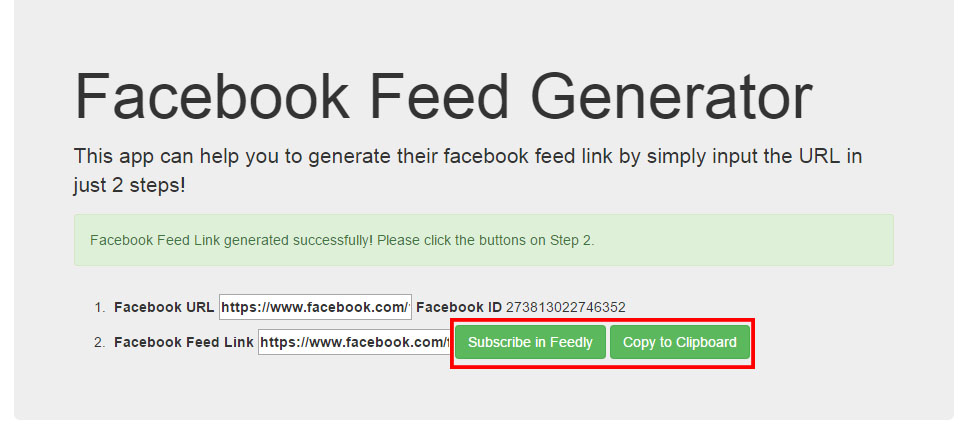 Facebook Feed Generator
This app can help you to generate their facebook feed link by simply input the URL in
just 2 steps!
Facebook Feed Link generated successfully! Please click the buttons on Step 2.
1. Facebook URL https://www.facebook.com/ Facebook ID 273813022746352
2. Facebook Feed Link https://www.facebook.com/ Subscribe in Feedly Copy to Clipboard